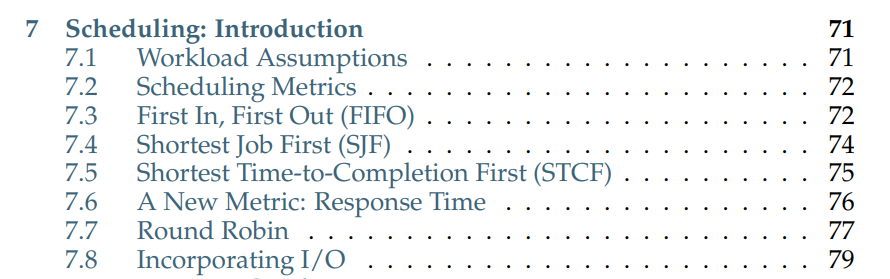 7 Scheduling: Introduction 71
7.1 Workload Assumptions . . . . . . . . . . . . . . . . . . . . 71
7.2 Scheduling Metrics . . . . . . . . . . . . . . . . . . . . . . . 72
7.3 First In, First Out (FIFO) . . . . . . . . . . . . . . . . . . . . 72
7.4 Shortest Job First (SJF) . . . . . . . . . . . . . . . . . . . . . 74
7.5 Shortest Time-to-Completion First (STCF) . . . . . . . . . . 75
7.6 A New Metric: Response Time . . . . . . . . . . . . . . . . 76
7.7 Round Robin . . . . . . . . . . . . . . . . . . . . . . . . . . 77
7.8 Incorporating I/O . . . . . . . . . . . . . . . . . . . . . . . 79